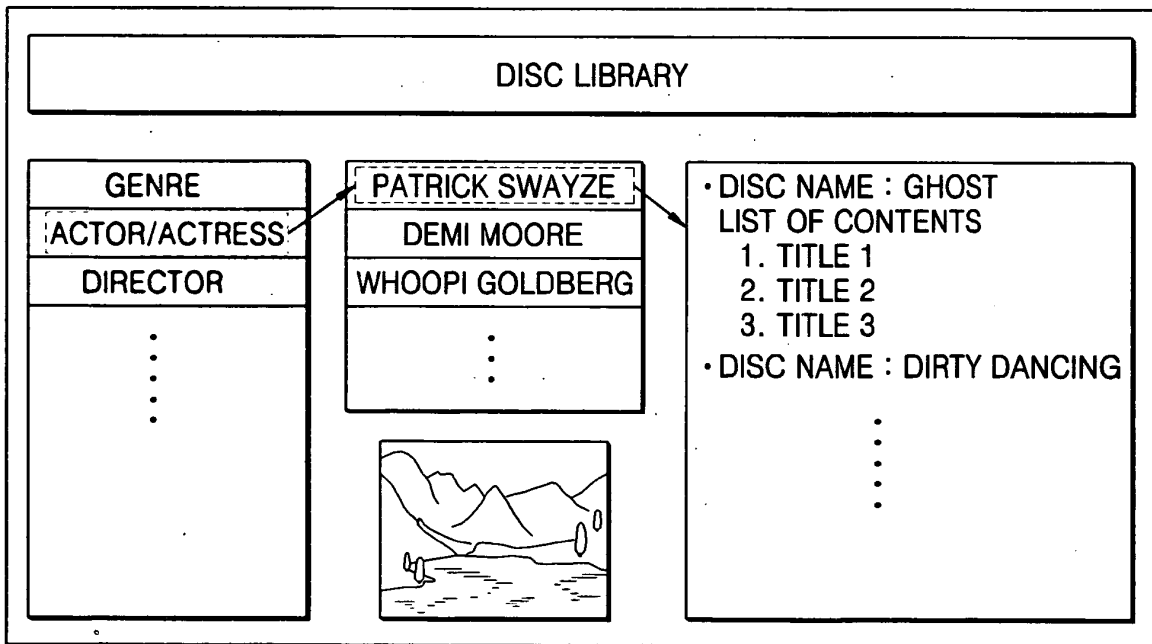 DISC LIBRARY
GENRE
ACTOR/ACTRESS
DIRECTOR
PATRICK SWAYZE
DEMI MOORE
WHOOPI GOLDBERG
• DISC NAME : GHOST
LIST OF CONTENTS
1. TITLE 1
2. TITLE 2
3. TITLE 3
• DISC NAME : DIRTY DANCING